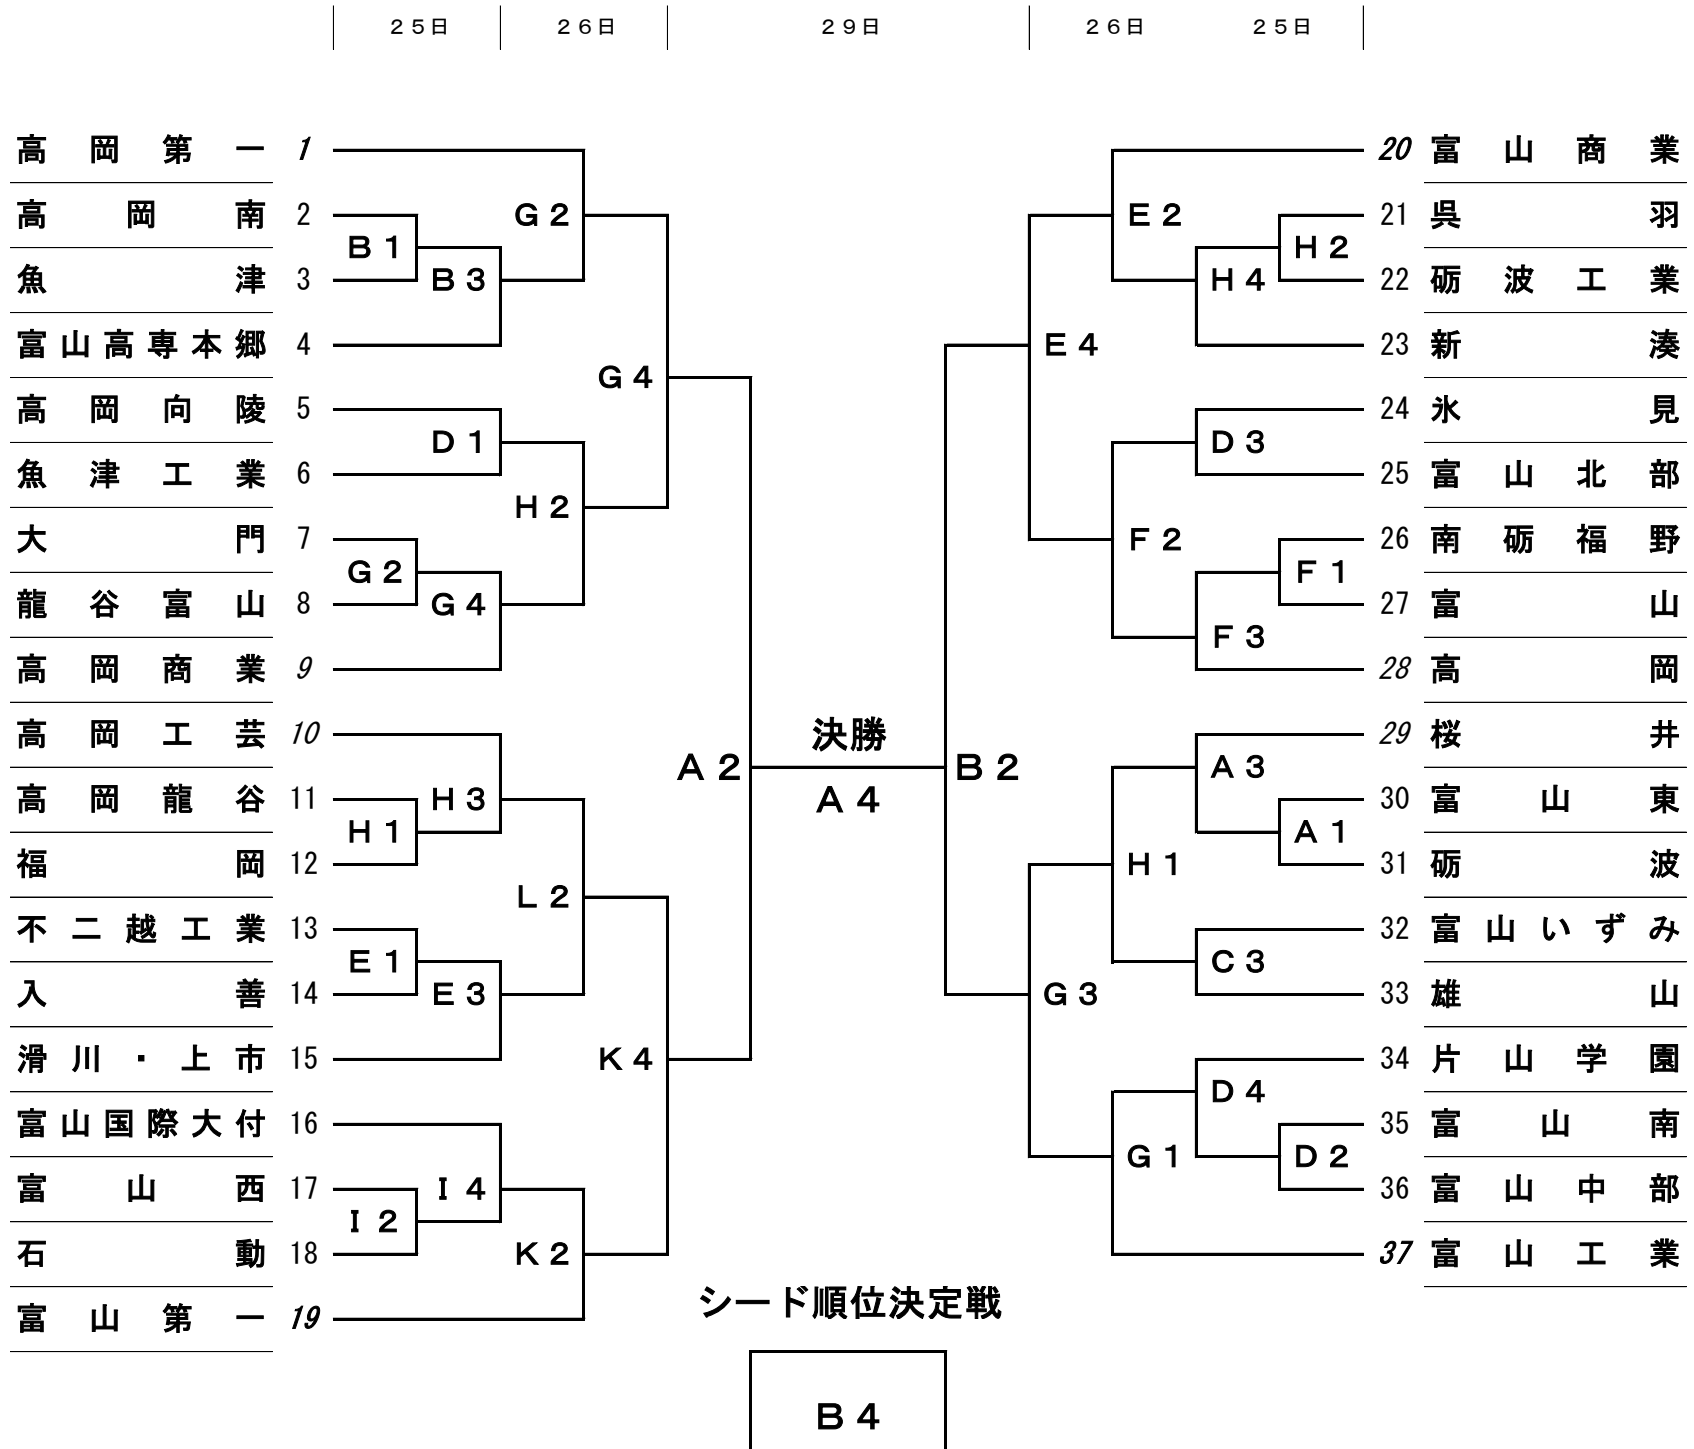 ２５日 ２６日 ２９日 ２６日 ２５日
高岡第一 1 20 富山商業
高岡南 2 G2 E2 21 呉羽
B1 H2
魚津 3 B3 H4 22 砺波工業
富山高専本郷 4 E4 23 新湊
G4
高岡向陵 5 24 氷見
D1 D3
魚津工業 6 25 富山北部
H2
大門 7 F2 26 南砺福野
G2 F1
龍谷富山 8 G4 27 富山
F3
高岡商業 9 28 高岡
高岡工芸 10 決勝 29 桜井
A2 B2 A3
高岡龍谷 11 H3 A4 30 富山東
H1 A1
福岡 12 H1 31 砺波
L2
不二越工業 13 32 富山いずみ
E1 C3
入善 14 E3 G3 33 雄山
滑川・上市 15 K4 34 片山学園
D4
富山国際大付 16 35 富山南
G1 D2
富山西 17 I4 36 富山中部
I2
石動 18 K2 37 富山工業
シード順位決定戦
富山第一 19
B4